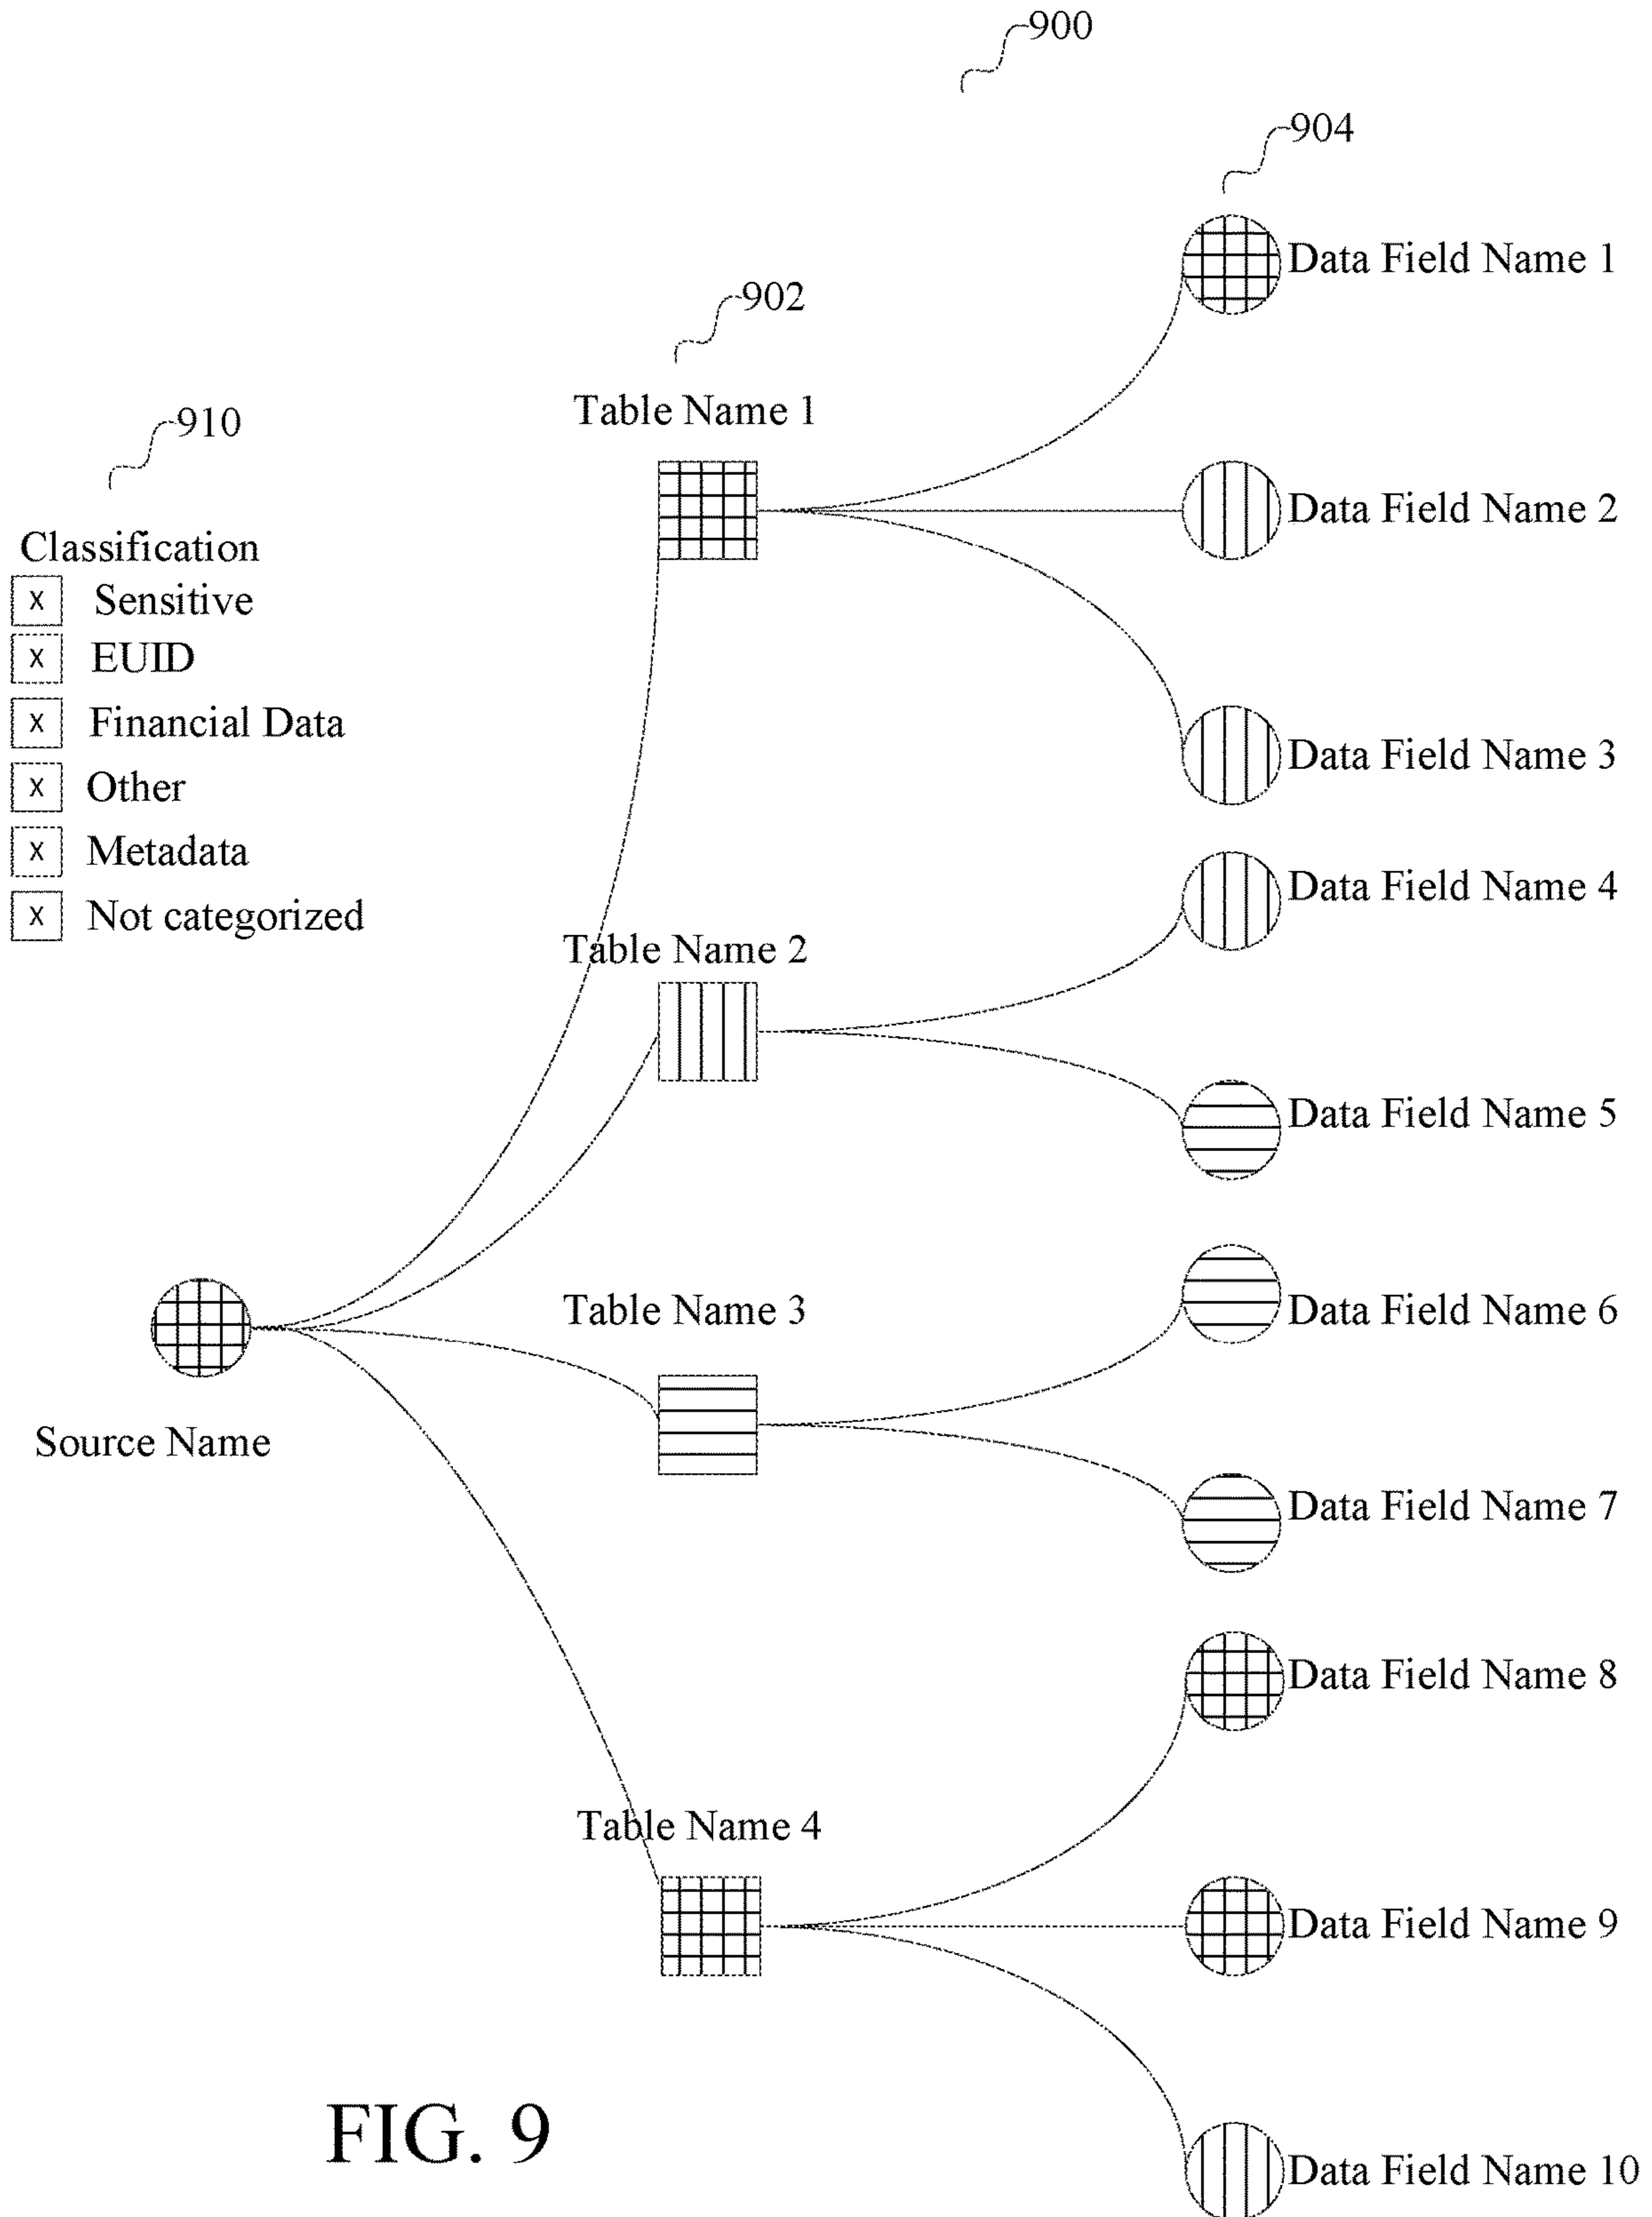 900
904
Data Field Name 1
902
Table Name 1
910
Data Field Name 2
Classification
X Sensitive
X EUID
X Financial Data
Data Field Name 3
X Other
X Metadata
Data Field Name 4
X Not categorized
Table Name 2
Data Field Name 5
Table Name 3
Data Field Name 6
Source Name
Data Field Name 7
Data Field Name 8
Table Name 4
Data Field Name 9
FIG. 9
Data Field Name 10